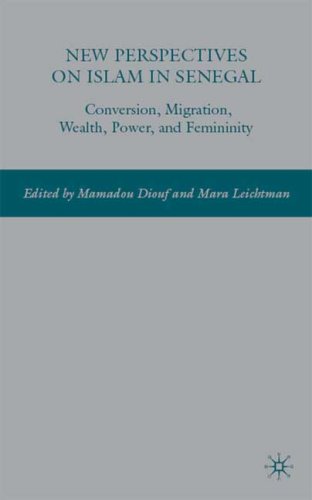 NEW PERSPECTIVES
ON ISLAM IN SENEGAL
Conversion, Migration,
Wealth, Power, and Femininity
Edited by Mamadou Diouf and Mara Leichtman